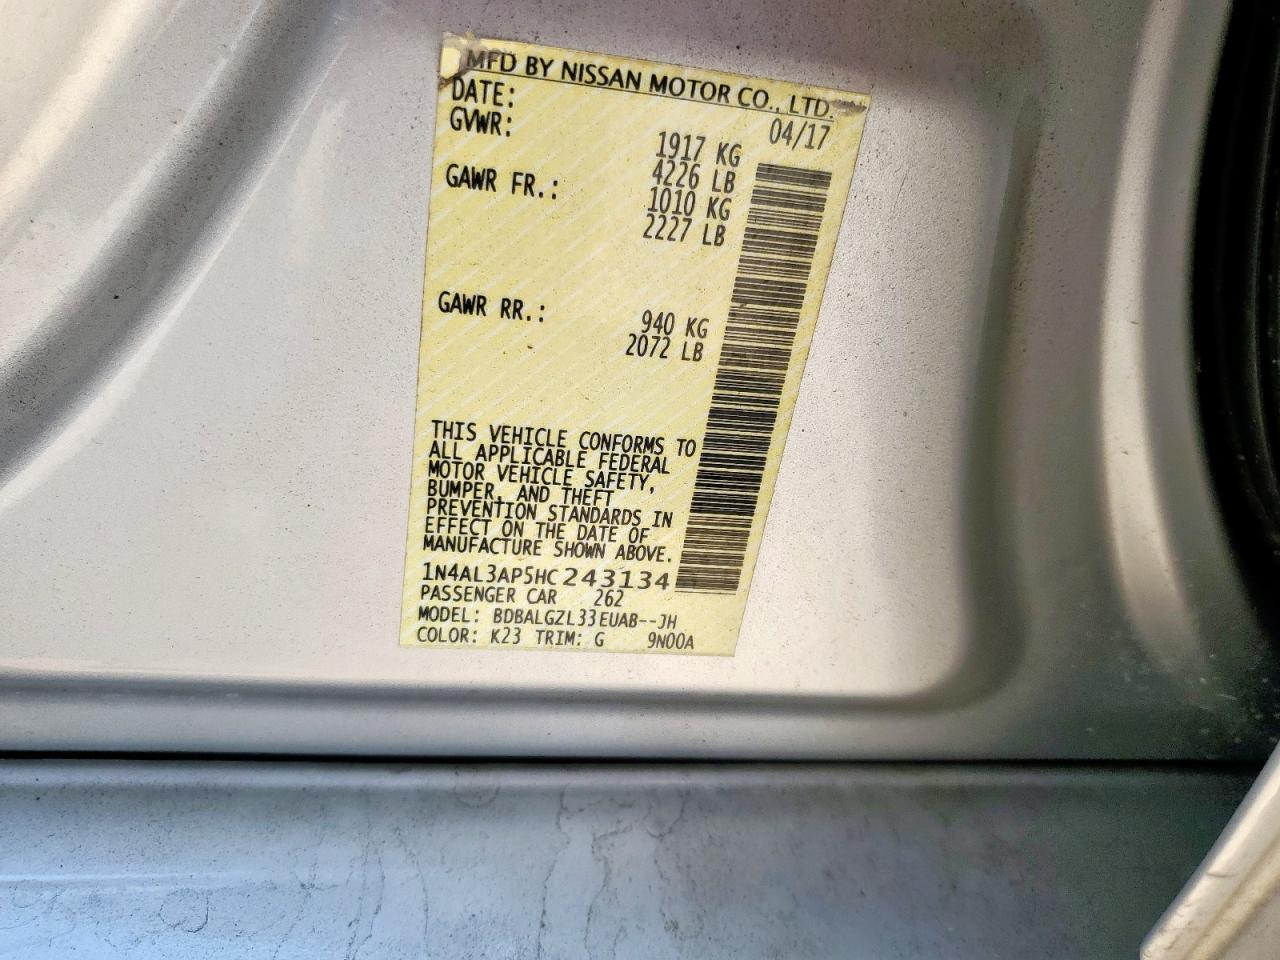 MFD BY NISSAN MOTOR CO., LTD.
DATE: 04/17
GVWR: 1917 KG
4226 LB
GAWR FR.: 1010 KG
2227 LB
GAWR RR.: 940 KG
2072 LB
THIS VEHICLE CONFORMS TO
ALL APPLICABLE FEDERAL
MOTOR VEHICLE SAFETY,
BUMPER, AND THEFT
PREVENTION STANDARDS IN
EFFECT ON THE DATE OF
MANUFACTURE SHOWN ABOVE.
1N4AL3AP5HC243134
PASSENGER CAR 262
MODEL: BDBALGZL33EUAB--JH
COLOR: K23 TRIM: G 9N00A